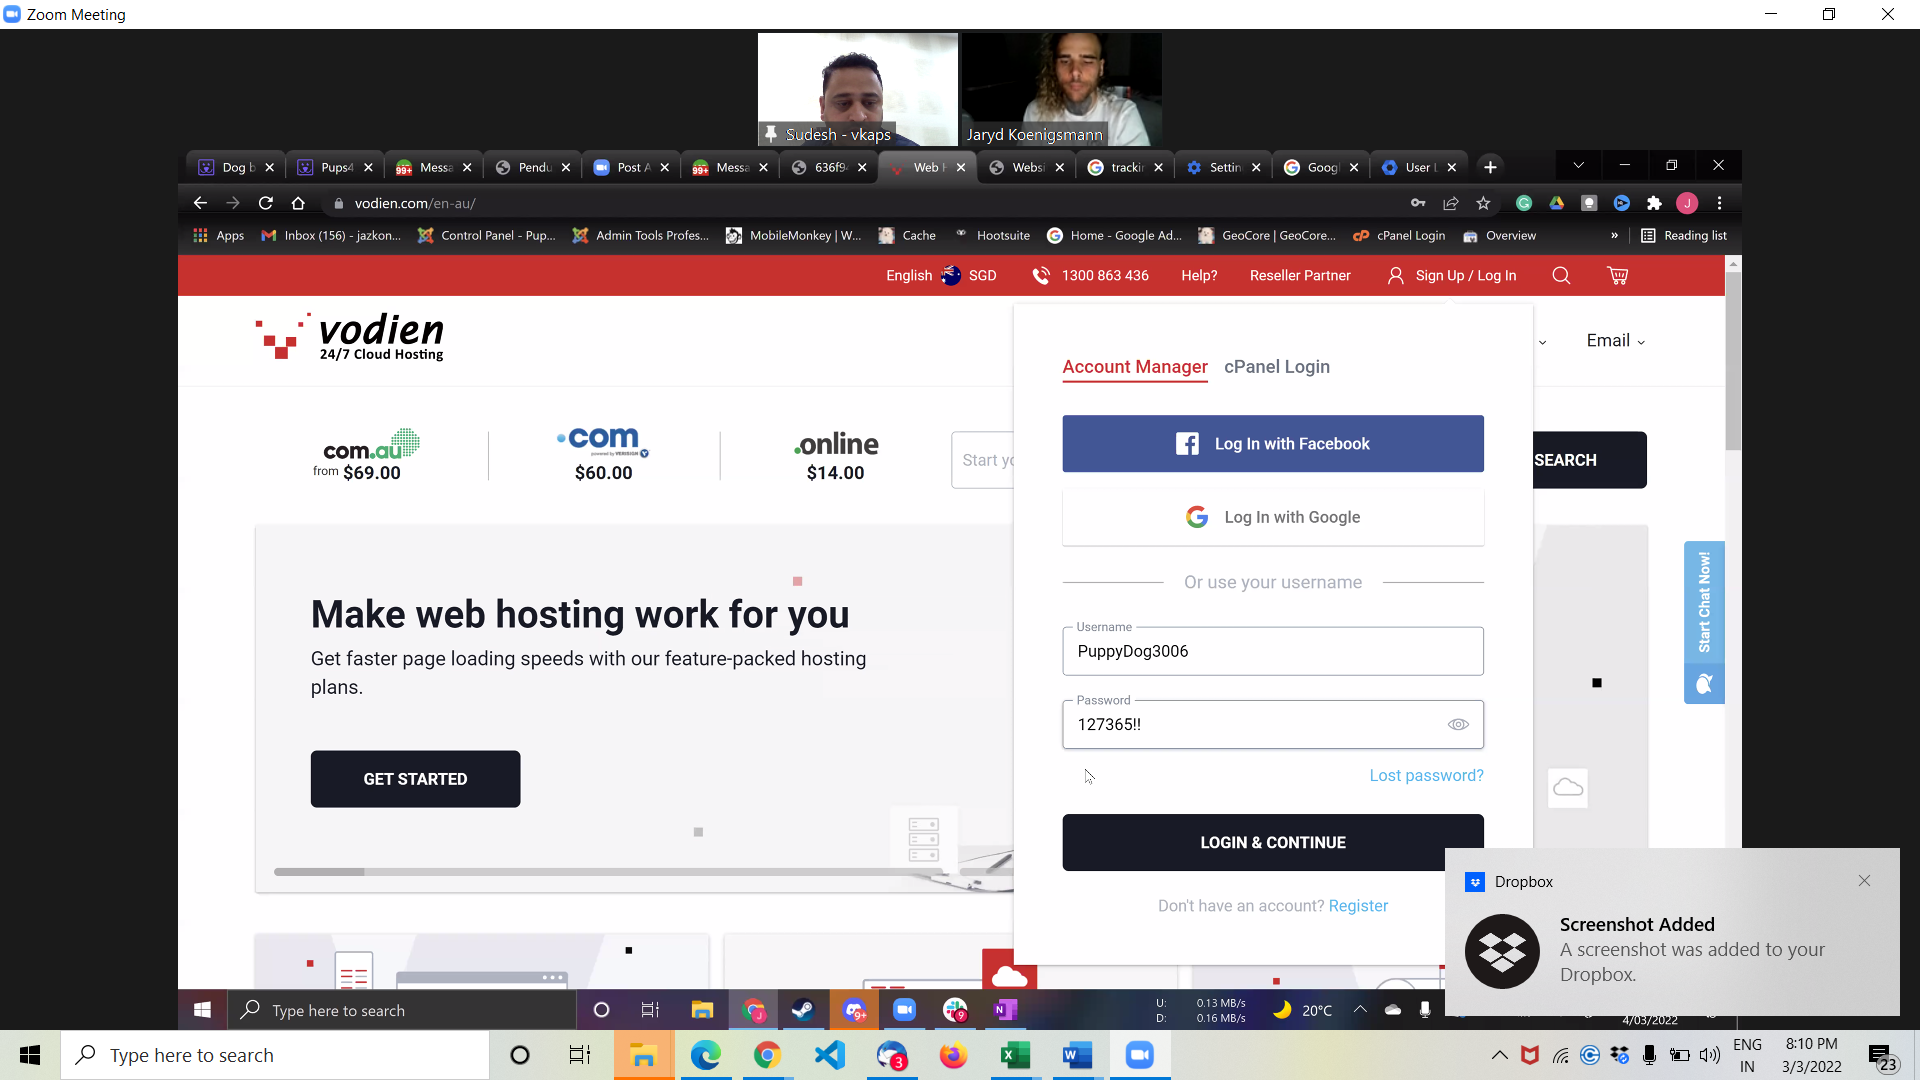 Zoom Meeting
Sudesh - vkaps
Jaryd Koenigsmann
Dog b
Pups4
Messa
Pendu
Post A
Messa
636f9
Web H
Websi
trackin
Settin
Googl
User L
vodien.com/en-au/
Apps
Inbox (156) - jazkon...
Control Panel - Pup...
Admin Tools Profes...
MobileMonkey | W...
Cache
Hootsuite
Home - Google Ad...
GeoCore | GeoCore...
cPanel Login
Overview
»
Reading list
English SGD 1300 863 436 Help? Reseller Partner Sign Up / Log In
vodien
24/7 Cloud Hosting
Email
Account Manager cPanel Login
com.au
from $69.00
.com
powered by VERISIGN
$60.00
.online
$14.00
Start yo
SEARCH
Log In with Facebook
Log In with Google
Or use your username
Username
PuppyDog3006
Password
127365!!
Lost password?
LOGIN & CONTINUE
Don't have an account? Register
Make web hosting work for you
Get faster page loading speeds with our feature-packed hosting
plans.
GET STARTED
Start Chat Now!
Dropbox
Screenshot Added
A screenshot was added to your
Dropbox.
Type here to search
U: 0.13 MB/s
D: 0.16 MB/s
20°C
4/03/2022
Type here to search
ENG
IN
8:10 PM
3/3/2022
23